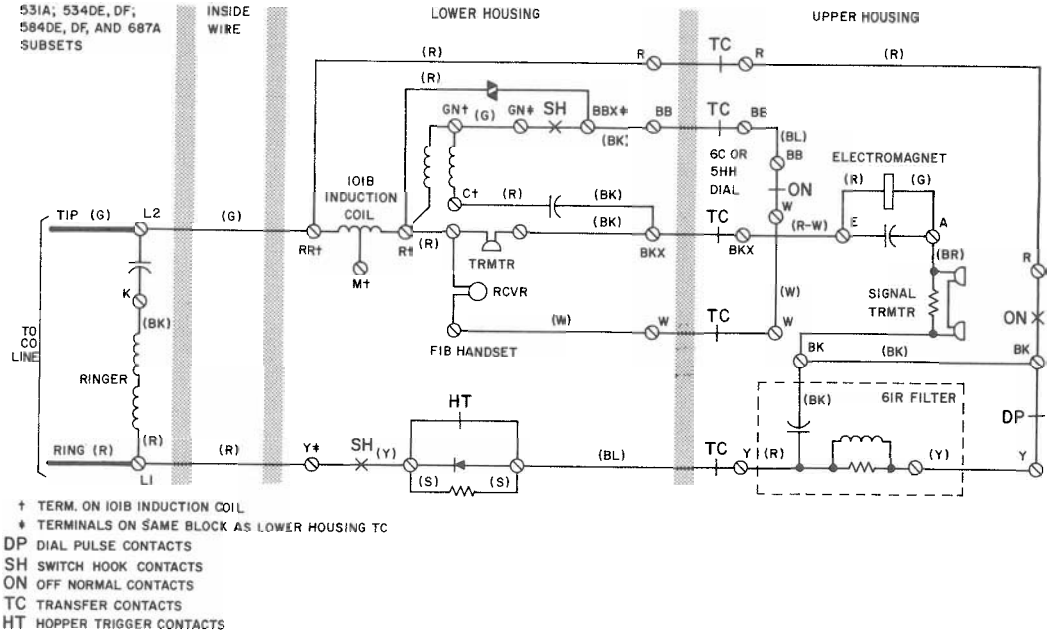 531A; 534DE, DF;
584DE, DF, AND 687A
SUBSETS
INSIDE
WIRE
LOWER HOUSING
UPPER HOUSING
(R)
R
TC
R
(R)
(R)
GN†
(G)
GN*
SH
BBX*
(BK)
BB
TC
BB
(BL)
BB
6C OR
5HH
DIAL
ON
W
ELECTROMAGNET
(R)
(G)
101B
INDUCTION
COIL
C†
(R)
(BK)
TIP (G)
L2
(G)
RR†
R†
(R)
TRMTR
(BK)
BKX
TC
BKX
(R-W)
E
A
(BR)
M†
K
(BK)
RCVR
(W)
SIGNAL
TRMTR
R
ON
TO
CO
LINE
RINGER
F1B HANDSET
(W)
W
TC
W
BK
(BK)
BK
HT
(BK)
61R FILTER
DP
RING (R)
(R)
L1
(R)
Y*
SH
(Y)
(S)
(S)
(BL)
TC
Y
(R)
(Y)
Y
† TERM. ON 101B INDUCTION COIL
* TERMINALS ON SAME BLOCK AS LOWER HOUSING TC
DP DIAL PULSE CONTACTS
SH SWITCH HOOK CONTACTS
ON OFF NORMAL CONTACTS
TC TRANSFER CONTACTS
HT HOPPER TRIGGER CONTACTS